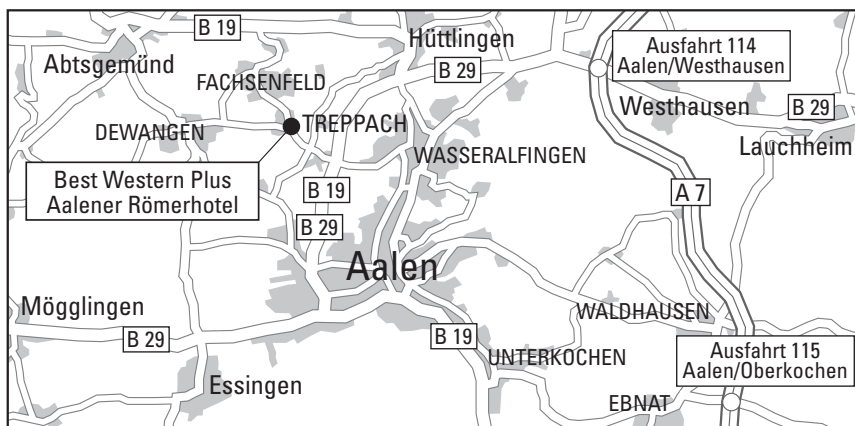 B 19
Hüttlingen
Ausfahrt 114
Aalen/Westhausen
Abtsgemünd
FACHSENFELD
B 29
Westhausen
B 29
DEWANGEN
TREPPACH
Lauchheim
WASSERALFINGEN
Best Western Plus
Aalener Römerhotel
B 19
A 7
B 29
Aalen
Mögglingen
WALDHAUSEN
B 29
B 19
UNTERKOCHEN
Ausfahrt 115
Aalen/Oberkochen
Essingen
EBNAT